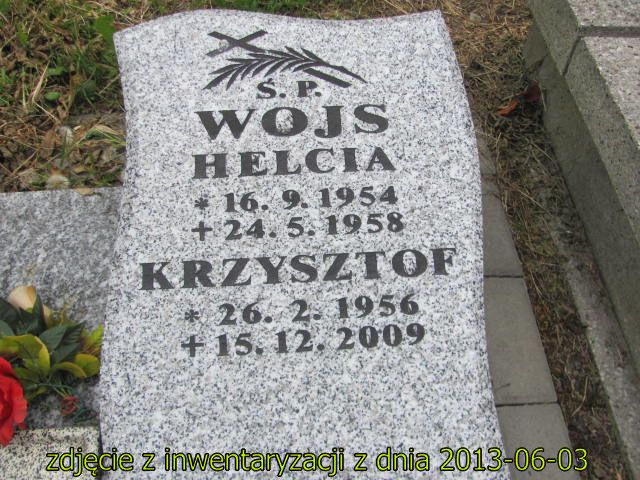 Ś. P.
WOJS
HELCIA
* 16. 9. 1954
+ 24. 5. 1958
KRZYSZTOF
* 26. 2. 1956
+ 15. 12. 2009
zdjęcie z inwentaryzacji z dnia 2013-06-03